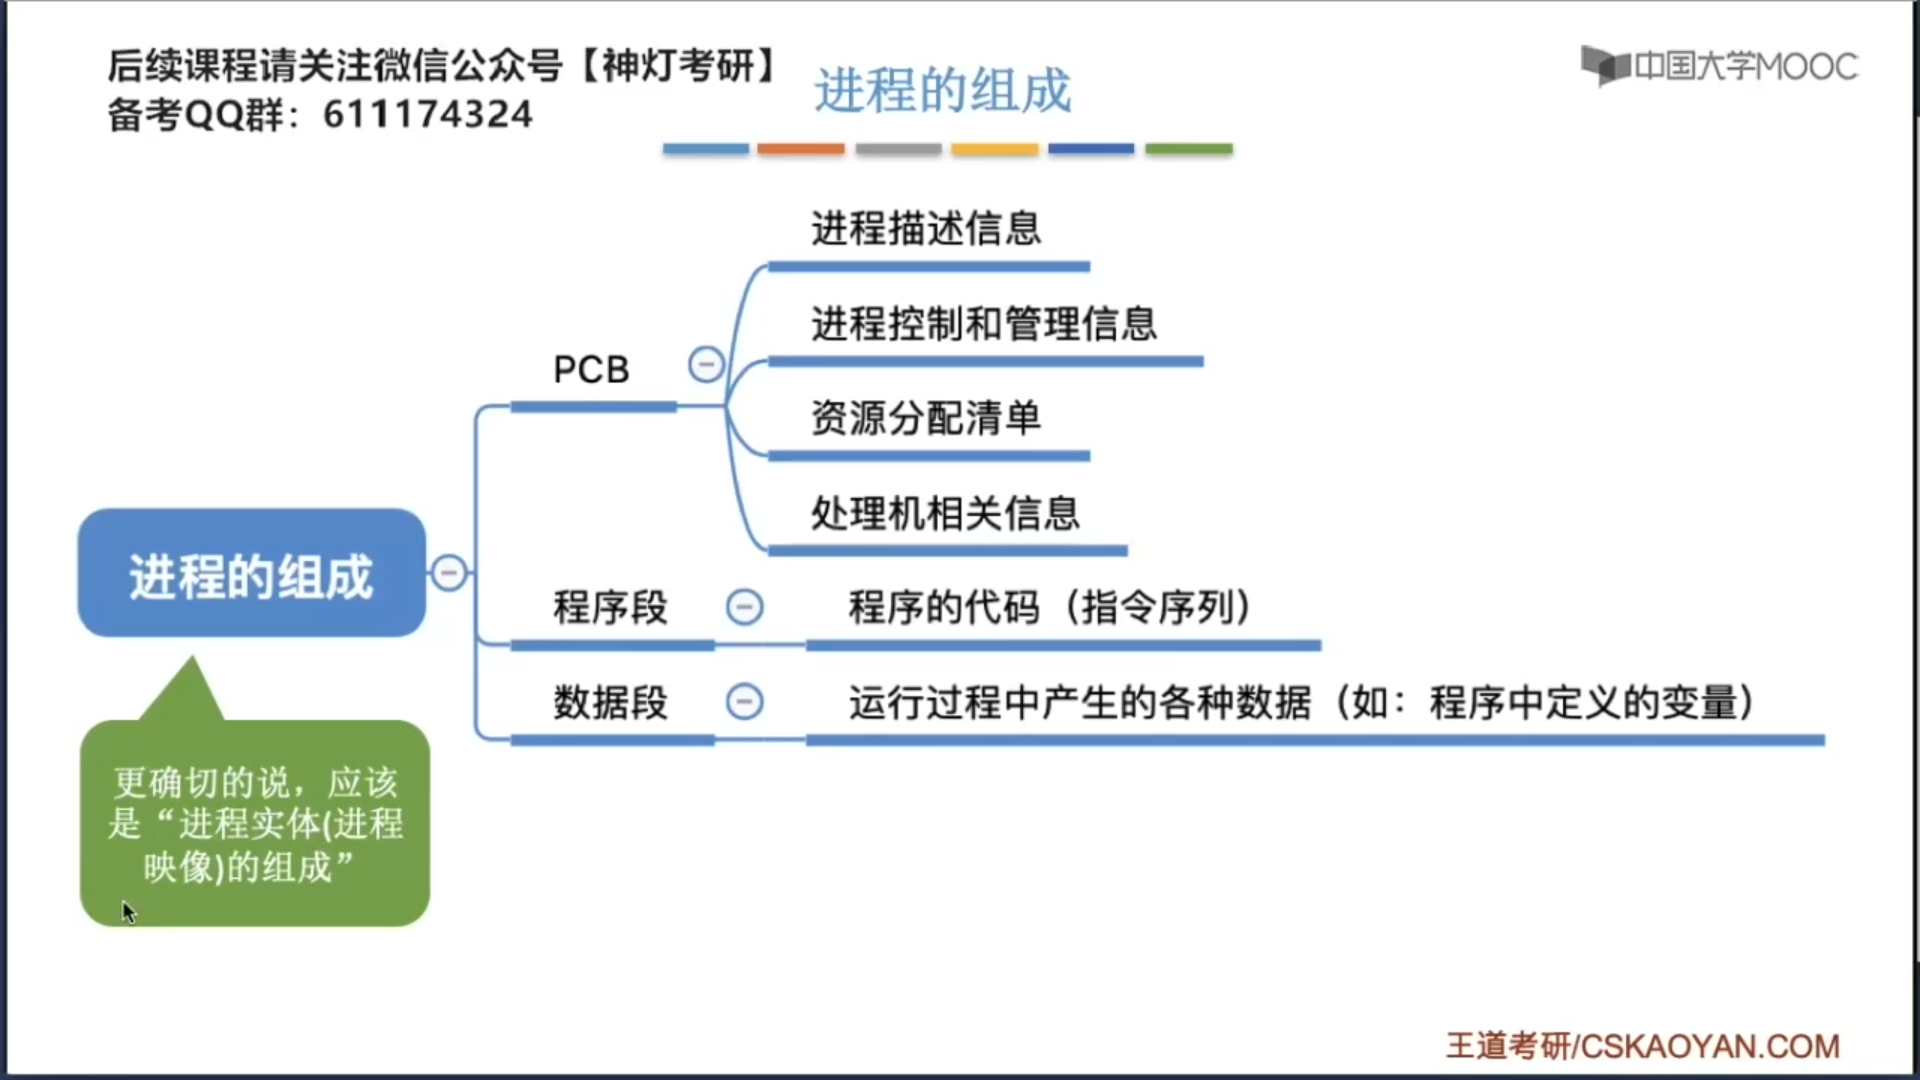 后续课程请关注微信公众号【神灯考研】
备考QQ群：611174324
进程的组成
中国大学MOOC
进程描述信息
进程控制和管理信息
PCB
资源分配清单
处理机相关信息
进程的组成
程序段
程序的代码（指令序列）
数据段
运行过程中产生的各种数据（如：程序中定义的变量）
更确切的说，应该
是“进程实体(进程
映像)的组成”
王道考研/CSKAOYAN.COM